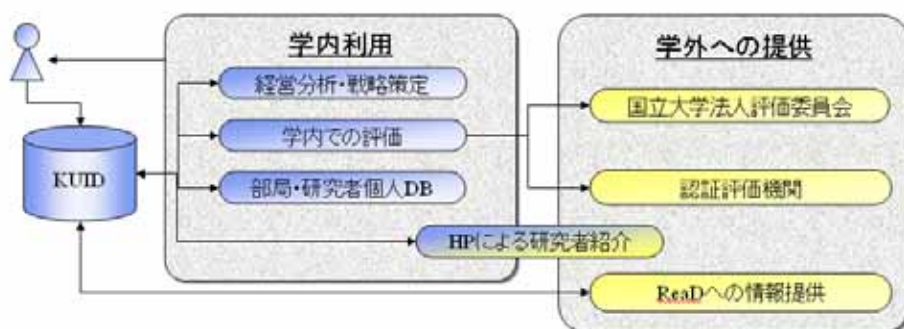 学内利用
経営分析・戦略策定
学内での評価
部局・研究者個人DB
KUID
HPによる研究者紹介
学外への提供
国立大学法人評価委員会
認証評価機関
ReaDへの情報提供